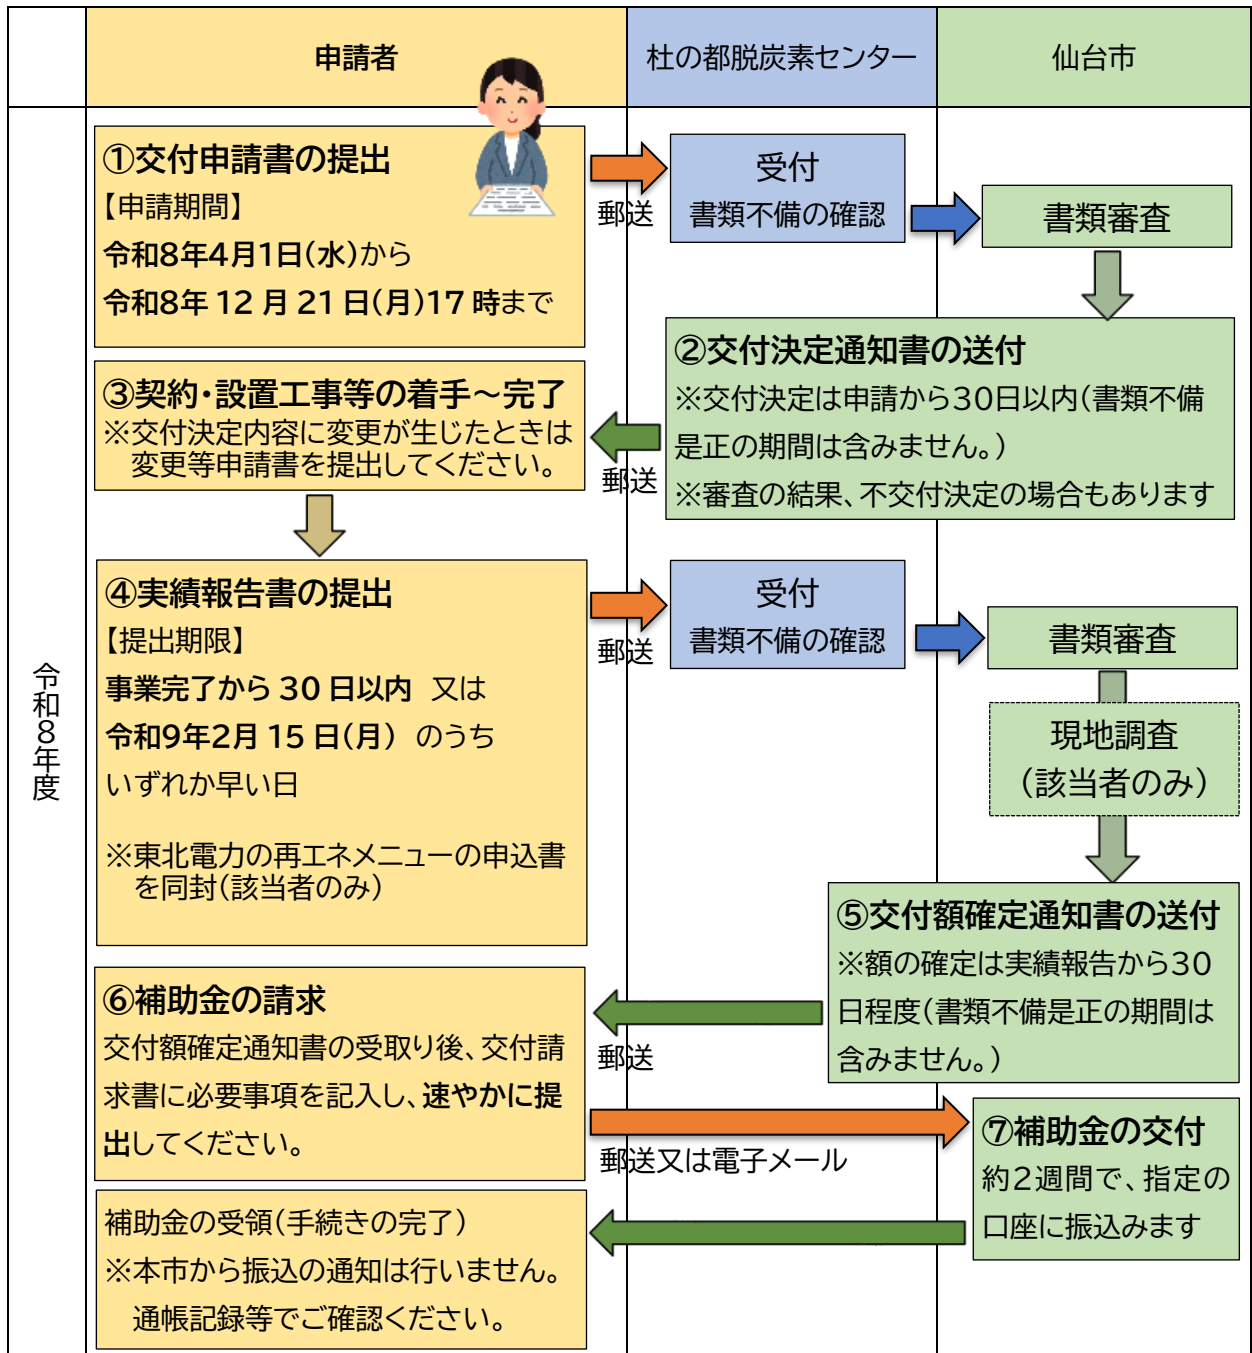 申請者
杜の都脱炭素センター
仙台市
令和8年度
①交付申請書の提出
【申請期間】
令和8年4月1日(水)から
令和8年 12 月 21 日(月)17 時まで
郵送
受付
書類不備の確認
書類審査
②交付決定通知書の送付
※交付決定は申請から30日以内(書類不備
是正の期間は含みません。)
※審査の結果、不交付決定の場合もあります
郵送
③契約・設置工事等の着手～完了
※交付決定内容に変更が生じたときは
変更等申請書を提出してください。
④実績報告書の提出
【提出期限】
事業完了から 30 日以内 又は
令和9年2月 15 日(月) のうち
いずれか早い日
※東北電力の再エネメニューの申込書
を同封(該当者のみ)
郵送
受付
書類不備の確認
書類審査
現地調査
(該当者のみ)
⑤交付額確定通知書の送付
※額の確定は実績報告から30
日程度(書類不備是正の期間は
含みません。)
郵送
⑥補助金の請求
交付額確定通知書の受取り後、交付請
求書に必要事項を記入し、速やかに提
出してください。
郵送又は電子メール
⑦補助金の交付
約2週間で、指定の
口座に振込みます
補助金の受領(手続きの完了)
※本市から振込の通知は行いません。
通帳記録等でご確認ください。